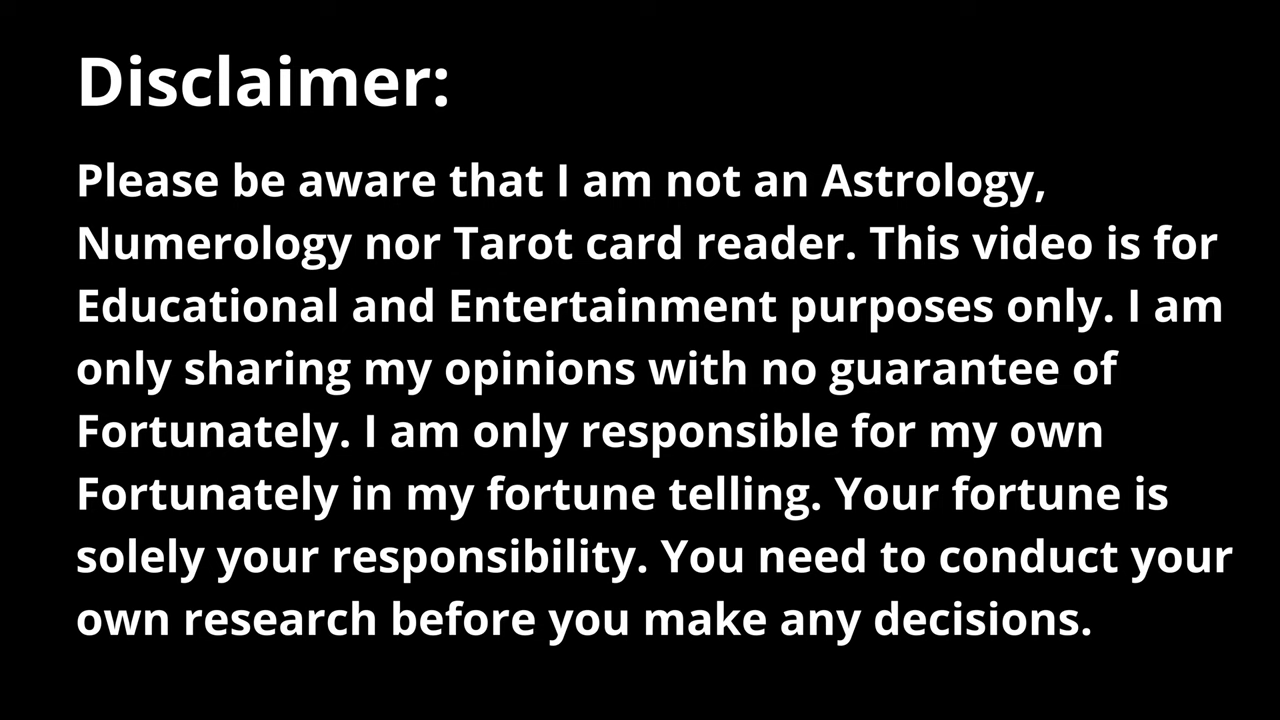 Disclaimer:
Please be aware that I am not an Astrology,
Numerology nor Tarot card reader. This video is for
Educational and Entertainment purposes only. I am
only sharing my opinions with no guarantee of
Fortunately. I am only responsible for my own
Fortunately in my fortune telling. Your fortune is
solely your responsibility. You need to conduct your
own research before you make any decisions.